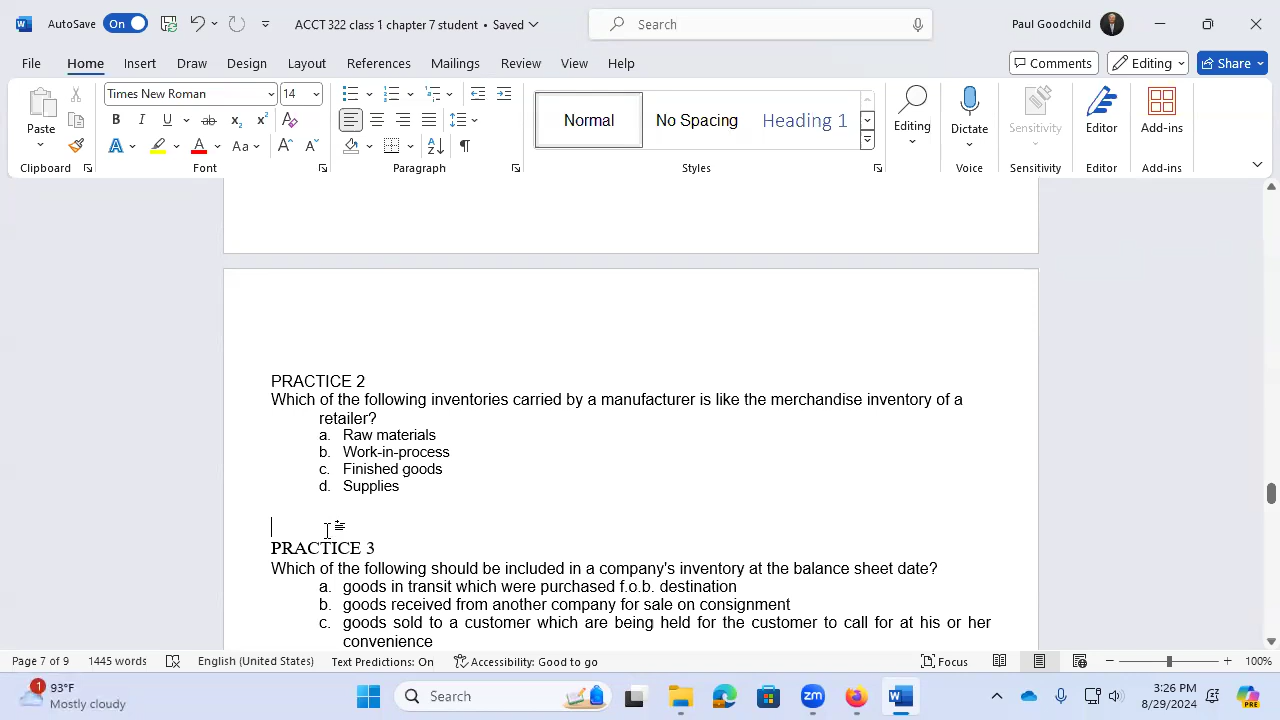 AutoSave On ACCT 322 class 1 chapter 7 student • Saved Search Paul Goodchild
File Home Insert Draw Design Layout References Mailings Review View Help Comments Editing Share
Times New Roman 14
Paste Normal No Spacing Heading 1 Editing Dictate Sensitivity Editor Add-ins
Clipboard Font Paragraph Styles Voice Sensitivity Editor Add-ins
PRACTICE 2
Which of the following inventories carried by a manufacturer is like the merchandise inventory of a
retailer?
a. Raw materials
b. Work-in-process
c. Finished goods
d. Supplies
PRACTICE 3
Which of the following should be included in a company's inventory at the balance sheet date?
a. goods in transit which were purchased f.o.b. destination
b. goods received from another company for sale on consignment
c. goods sold to a customer which are being held for the customer to call for at his or her
convenience
Page 7 of 9 1445 words English (United States) Text Predictions: On Accessibility: Good to go Focus 100%
1 93°F
Mostly cloudy
Search
zm
3:26 PM
8/29/2024
PRE